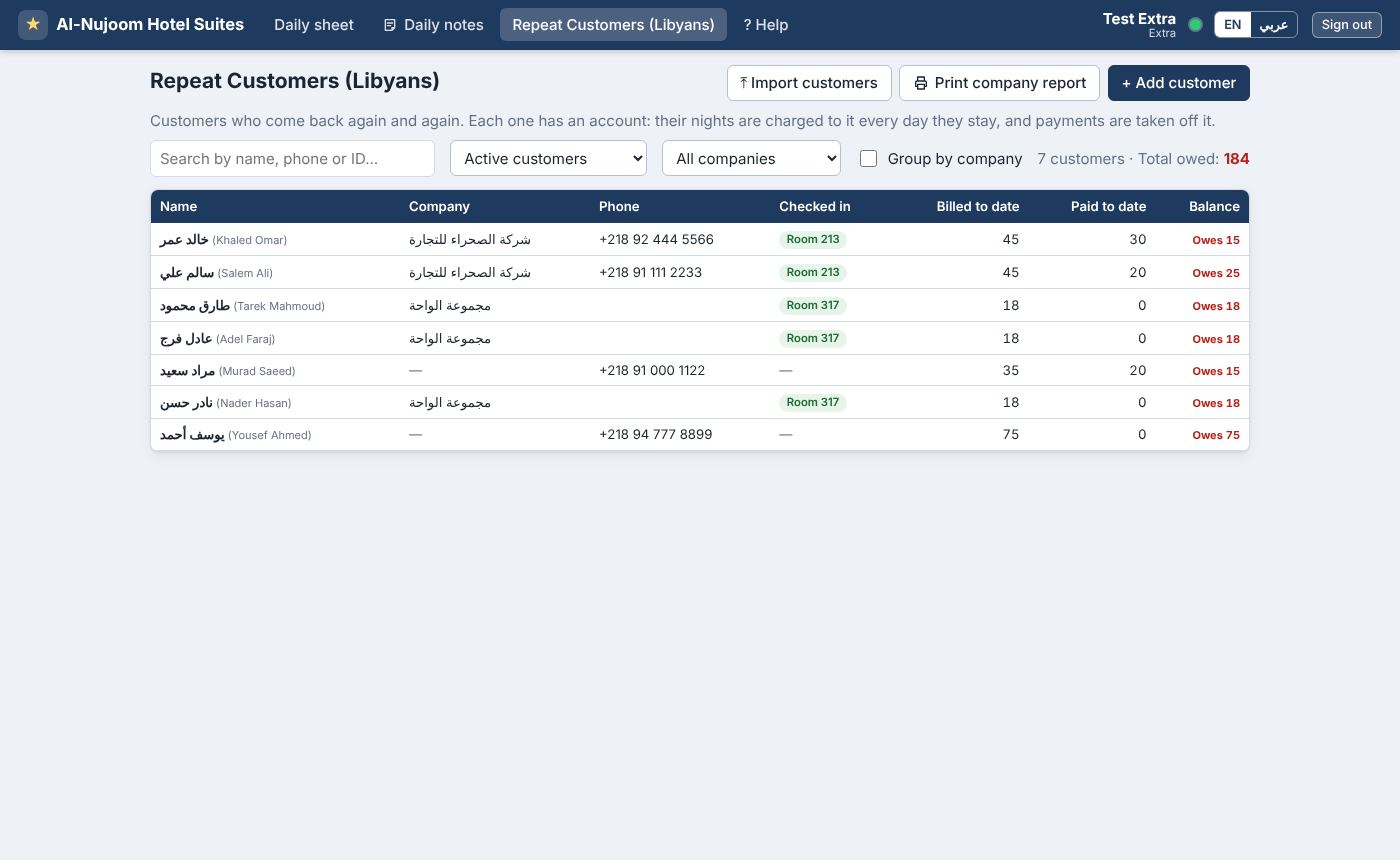 ★ Al-Nujoom Hotel Suites Daily sheet Daily notes Repeat Customers (Libyans) ? Help Test Extra Extra EN عربي Sign out
Repeat Customers (Libyans) ⤒ Import customers Print company report + Add customer
Customers who come back again and again. Each one has an account: their nights are charged to it every day they stay, and payments are taken off it.
Search by name, phone or ID... Active customers All companies Group by company 7 customers · Total owed: 184
Name Company Phone Checked in Billed to date Paid to date Balance
خالد عمر (Khaled Omar) شركة الصحراء للتجارة +218 92 444 5566 Room 213 45 30 Owes 15
سالم علي (Salem Ali) شركة الصحراء للتجارة +218 91 111 2233 Room 213 45 20 Owes 25
طارق محمود (Tarek Mahmoud) مجموعة الواحة Room 317 18 0 Owes 18
عادل فرج (Adel Faraj) مجموعة الواحة Room 317 18 0 Owes 18
مراد سعيد (Murad Saeed) — +218 91 000 1122 — 35 20 Owes 15
نادر حسن (Nader Hasan) مجموعة الواحة Room 317 18 0 Owes 18
يوسف أحمد (Yousef Ahmed) — +218 94 777 8899 — 75 0 Owes 75